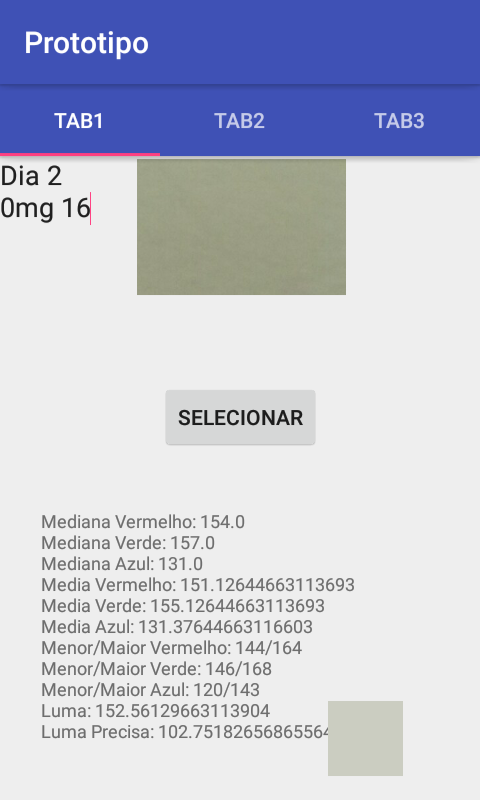 Prototipo
TAB1 TAB2 TAB3
Dia 2
0mg 16
SELECIONAR
Mediana Vermelho: 154.0
Mediana Verde: 157.0
Mediana Azul: 131.0
Media Vermelho: 151.12644663113693
Media Verde: 155.12644663113693
Media Azul: 131.37644663116603
Menor/Maior Vermelho: 144/164
Menor/Maior Verde: 146/168
Menor/Maior Azul: 120/143
Luma: 152.56129663113904
Luma Precisa: 102.75182656865564